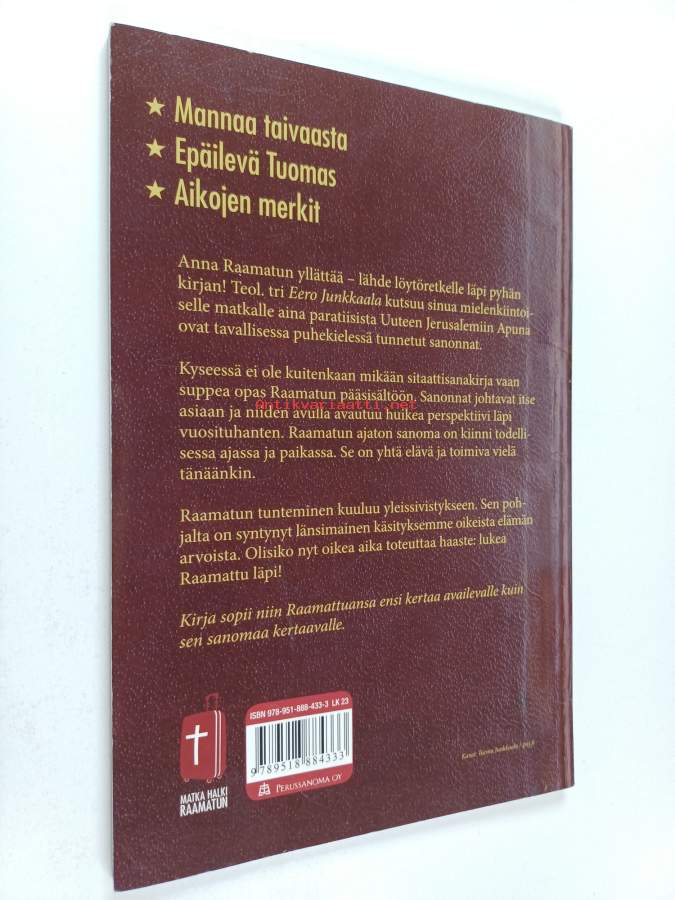 ★ Mannaa taivaasta
★ Epäilevä Tuomas
★ Aikojen merkit
Anna Raamatun yllättää – lähde löytöretkelle läpi pyhän
kirjan! Teol. tri Eero Junkkaala kutsuu sinua mielenkiintoi-
selle matkalle aina paratiisista Uuteen Jerusalemiin Apuna
ovat tavallisessa puhekielessä tunnetut sanonnat.
Kyseessä ei ole kuitenkaan mikään sitaattisanakirja vaan
suppea opas Raamatun pääsisältöön. Sanonnat johtavat itse
Antikvariaatti.net
asiaan ja niiden avulla avautuu huikea perspektiivi läpi
vuosituhanten. Raamatun ajaton sanoma on kiinni todelli-
sessa ajassa ja paikassa. Se on yhtä elävä ja toimiva vielä
tänäänkin.
Raamatun tunteminen kuuluu yleissivistykseen. Sen poh-
jalta on syntynyt länsimainen käsityksemme oikeista elämän
arvoista. Olisiko nyt oikea aika toteuttaa haaste: lukea
Raamattu läpi!
Kirja sopii niin Raamattuansa ensi kertaa availevalle kuin
sen sanomaa kertaavalle.
ISBN 978-951-888-433-3 LK 23
9789518884333
PERUSSANOMA OY
MATKA HALKI
RAAMATUN
Kansi: Tuomo Junkkaala /